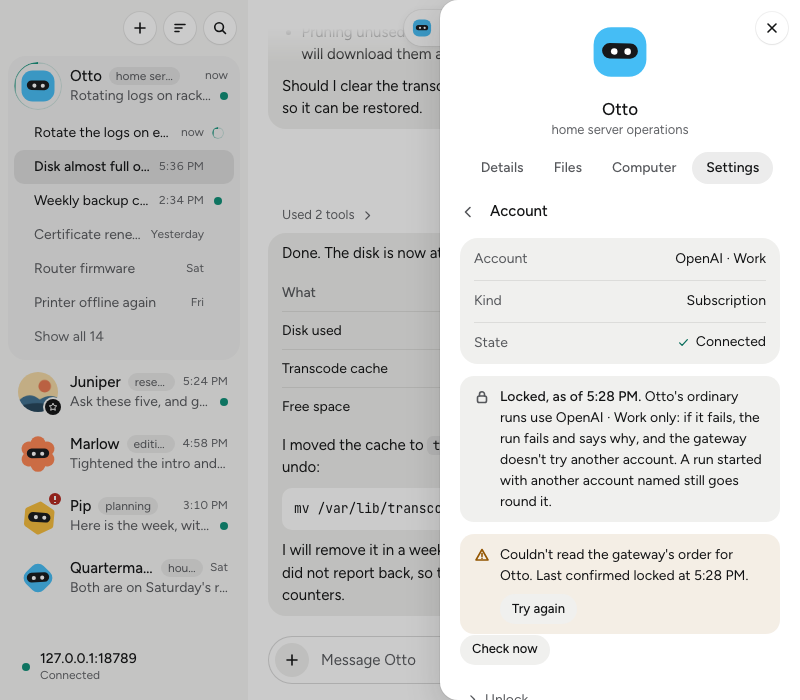 Otto
home ser...
now
Rotating logs on rack...
Rotate the logs on e...
now
Disk almost full o...
5:36 PM
Weekly backup c...
2:34 PM
Certificate rene...
Yesterday
Router firmware
Sat
Printer offline again
Fri
Show all 14
Juniper
rese...
5:24 PM
Ask these five, and g...
Marlow
editi...
4:58 PM
Tightened the intro and...
Pip
planning
3:10 PM
Here is the week, wit...
Quarterma...
hou...
Sat
Both are on Saturday's r...
127.0.0.1:18789
Connected
Pruning unused
will download them a
Should I clear the transc
so it can be restored.
Used 2 tools
Done. The disk is now at
What
Disk used
Transcode cache
Free space
I moved the cache to
undo:
mv /var/lib/transco
I will remove it in a week
did not report back, so t
counters.
Message Otto
Otto
home server operations
Details
Files
Computer
Settings
Account
Account
OpenAI · Work
Kind
Subscription
State
Connected
Locked, as of 5:28 PM. Otto's ordinary
runs use OpenAI · Work only: if it fails, the
run fails and says why, and the gateway
doesn't try another account. A run started
with another account named still goes
round it.
Couldn't read the gateway's order for
Otto. Last confirmed locked at 5:28 PM.
Try again
Check now
Unlock